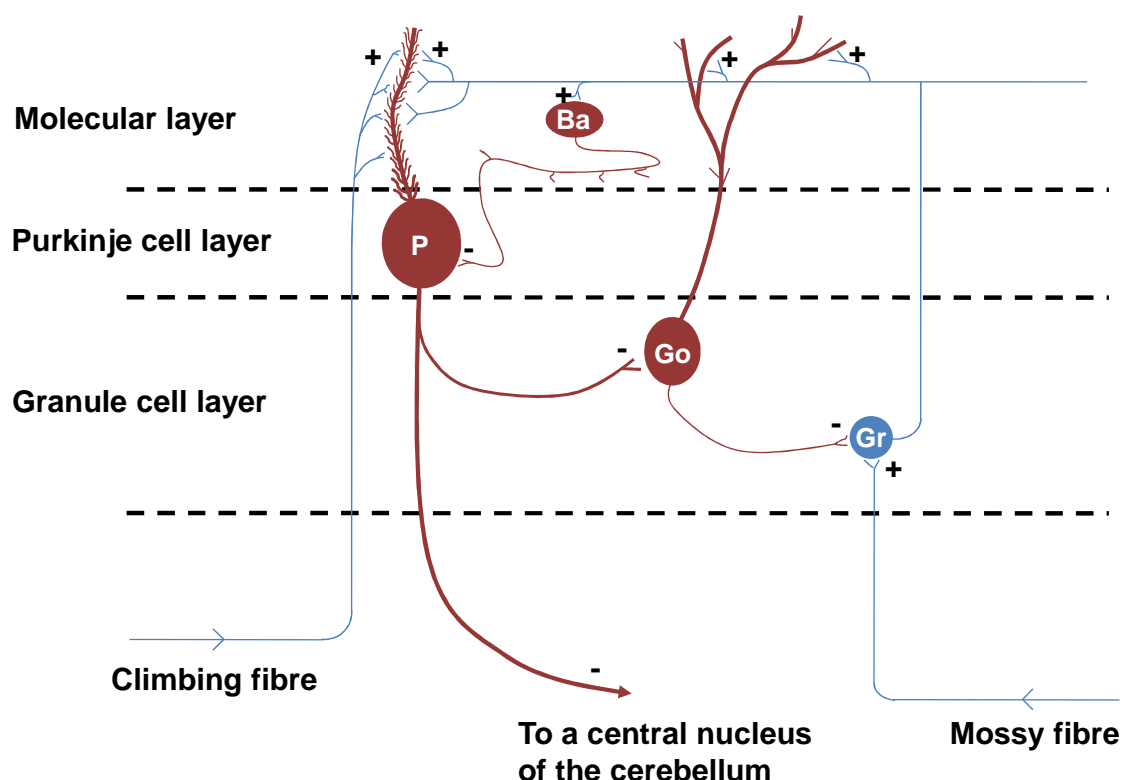 +
+
+
+
Molecular layer
+
Ba
Purkinje cell layer
P
-
-
Go
Granule cell layer
-
Gr
+
Climbing fibre
-
To a central nucleus
of the cerebellum
Mossy fibre